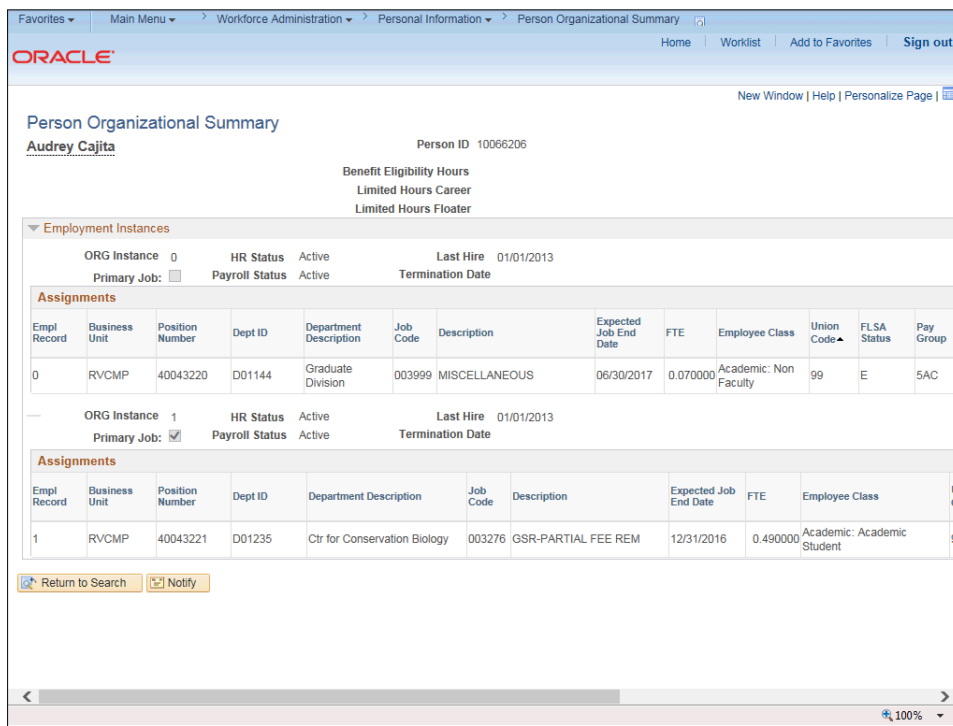 Favorites Main Menu > Workforce Administration > Personal Information > Person Organizational Summary
Home Worklist Add to Favorites Sign out
ORACLE
New Window | Help | Personalize Page |
Person Organizational Summary
Audrey Cajita Person ID 10066206
Benefit Eligibility Hours
Limited Hours Career
Limited Hours Floater
Employment Instances
ORG Instance 0 HR Status Active Last Hire 01/01/2013
Primary Job: Payroll Status Active Termination Date
Assignments
Empl Record Business Unit Position Number Dept ID Department Description Job Code Description Expected Job End Date FTE Employee Class Union Code FLSA Status Pay Group
0 RVCMP 40043220 D01144 Graduate Division 003999 MISCELLANEOUS 06/30/2017 0.070000 Academic: Non Faculty 99 E 5AC
ORG Instance 1 HR Status Active Last Hire 01/01/2013
Primary Job: Payroll Status Active Termination Date
Assignments
Empl Record Business Unit Position Number Dept ID Department Description Job Code Description Expected Job End Date FTE Employee Class
1 RVCMP 40043221 D01235 Ctr for Conservation Biology 003276 GSR-PARTIAL FEE REM 12/31/2016 0.490000 Academic: Academic Student
Return to Search Notify
100%